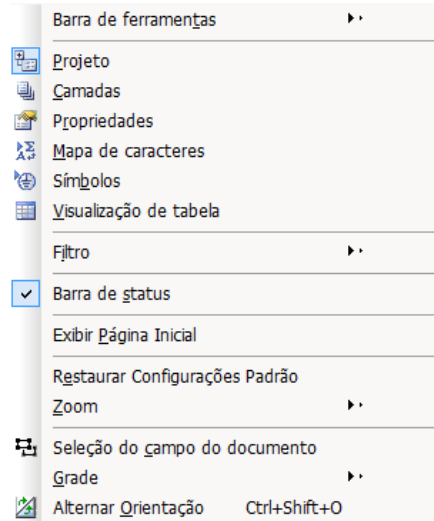 Barra de ferramentas
Projeto
Camadas
Propriedades
Mapa de caracteres
Símbolos
Visualização de tabela
Filtro
Barra de status
Exibir Página Inicial
Restaurar Configurações Padrão
Zoom
Seleção do campo do documento
Grade
Alternar Orientação Ctrl+Shift+O